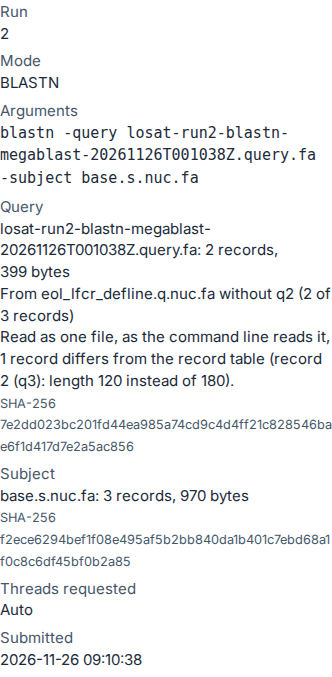 Run
2
Mode
BLASTN
Arguments
blastn -query losat-run2-blastn-
megablast-20261126T001038Z.query.fa
-subject base.s.nuc.fa
Query
losat-run2-blastn-megablast-
20261126T001038Z.query.fa: 2 records,
399 bytes
From eol_lfcr_defline.q.nuc.fa without q2 (2 of
3 records)
Read as one file, as the command line reads it,
1 record differs from the record table (record
2 (q3): length 120 instead of 180).
SHA-256
7e2dd023bc201fd44ea985a74cd9c4d4ff21c828546ba
e6f1d417d7e2a5ac856
Subject
base.s.nuc.fa: 3 records, 970 bytes
SHA-256
f2ece6294bef1f08e495af5b2bb840da1b401c7ebd68a1
f0c8c6df45bf0b2a85
Threads requested
Auto
Submitted
2026-11-26 09:10:38